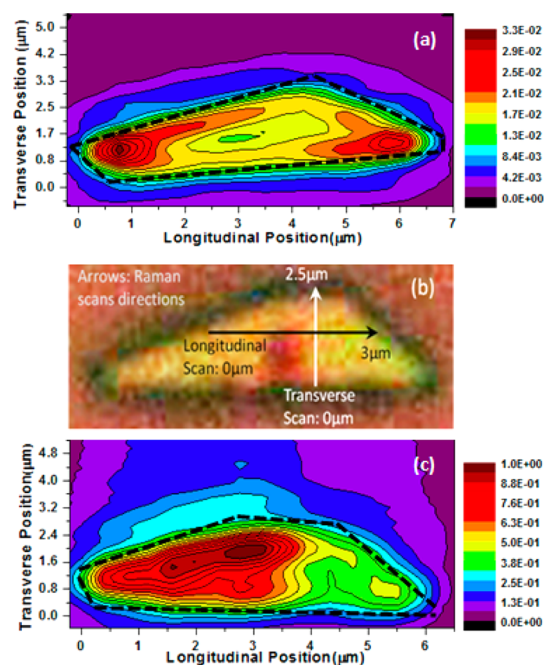 (a)
Transverse Position (μm)
5.0
4.2
3.3
2.5
1.7
0.8
0.0
0 1 2 3 4 5 6 7
Longitudinal Position(μm)
3.3E-02
2.9E-02
2.5E-02
2.1E-02
1.7E-02
1.3E-02
8.4E-03
4.2E-03
0.0E+00
Arrows: Raman
scans directions
2.5μm
(b)
Longitudinal
Scan: 0μm
3μm
Transverse
Scan: 0μm
(c)
Transverse Position(μm)
4.8
4.0
3.2
2.4
1.6
0.8
0.0
0 1 2 3 4 5 6
Longitudinal Position(μm)
1.0E+00
8.8E-01
7.5E-01
6.3E-01
5.0E-01
3.8E-01
2.5E-01
1.3E-01
0.0E+00